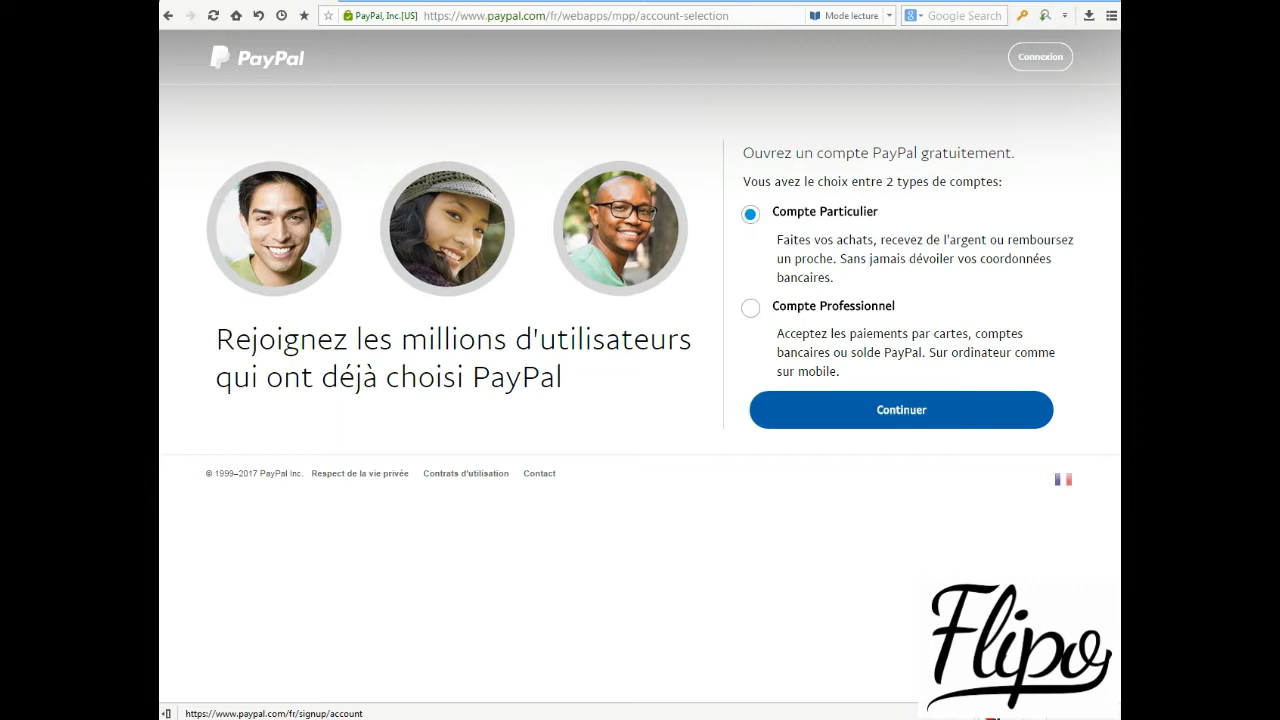 PayPal, Inc. [US] https://www.paypal.com/fr/webapps/mpp/account-selection
Mode lecture
Google Search
PayPal
Connexion
Ouvrez un compte PayPal gratuitement.
Vous avez le choix entre 2 types de comptes:
Compte Particulier
Faites vos achats, recevez de l'argent ou remboursez
un proche. Sans jamais dévoiler vos coordonnées
bancaires.
Compte Professionnel
Acceptez les paiements par cartes, comptes
bancaires ou solde PayPal. Sur ordinateur comme
sur mobile.
Continuer
Rejoignez les millions d'utilisateurs
qui ont déjà choisi PayPal
© 1999–2017 PayPal Inc. Respect de la vie privée Contrats d'utilisation Contact
Flipo
https://www.paypal.com/fr/signup/account